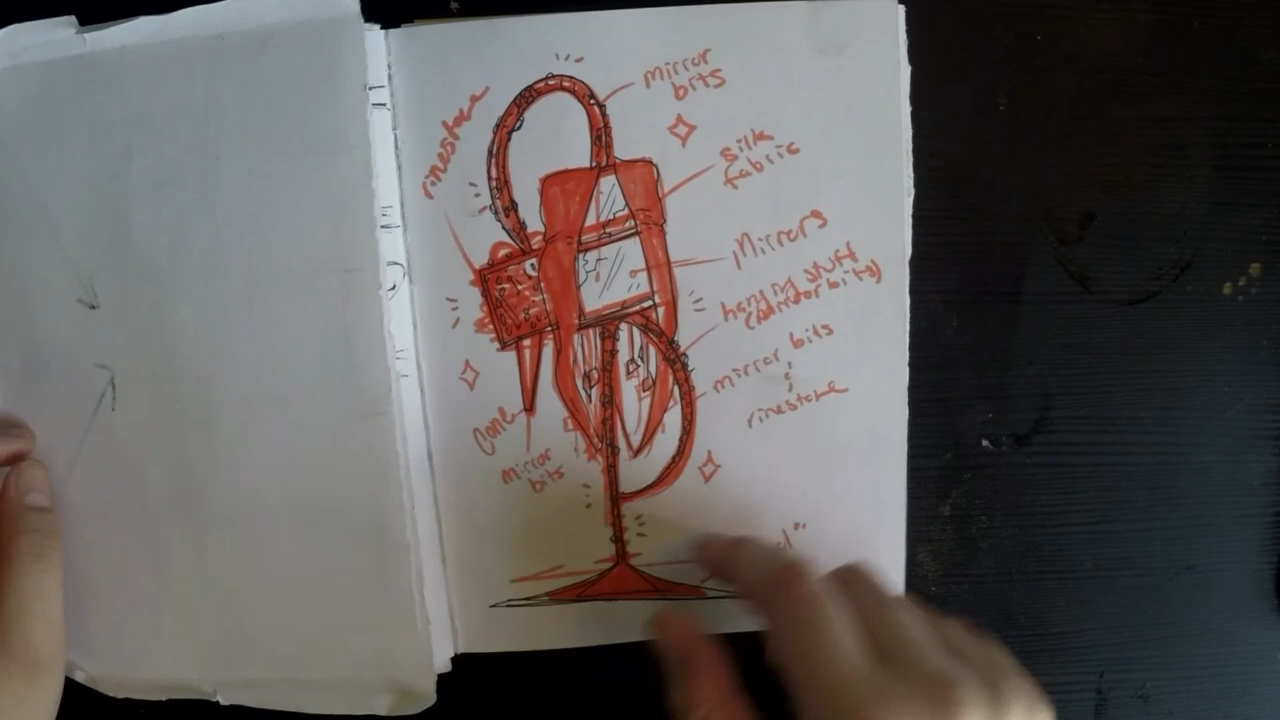 mirror
bits
rinestone
silk
fabric
Mirrors
hanging stuff
(mirror bits)
mirror bits
&
rinestone
Cone
mirror
bits